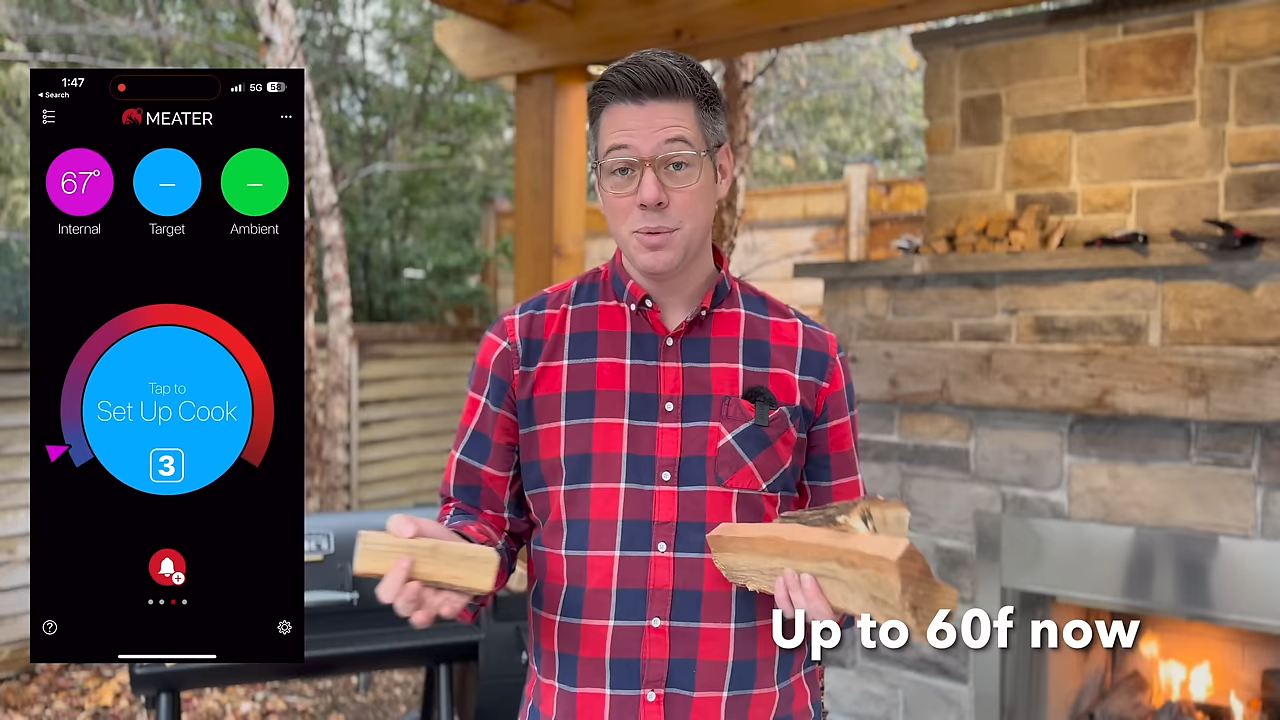 1:47
5G 58
Search
MEATER
67°
–
–
Internal
Target
Ambient
Tap to
Set Up Cook
3
Up to 60f now